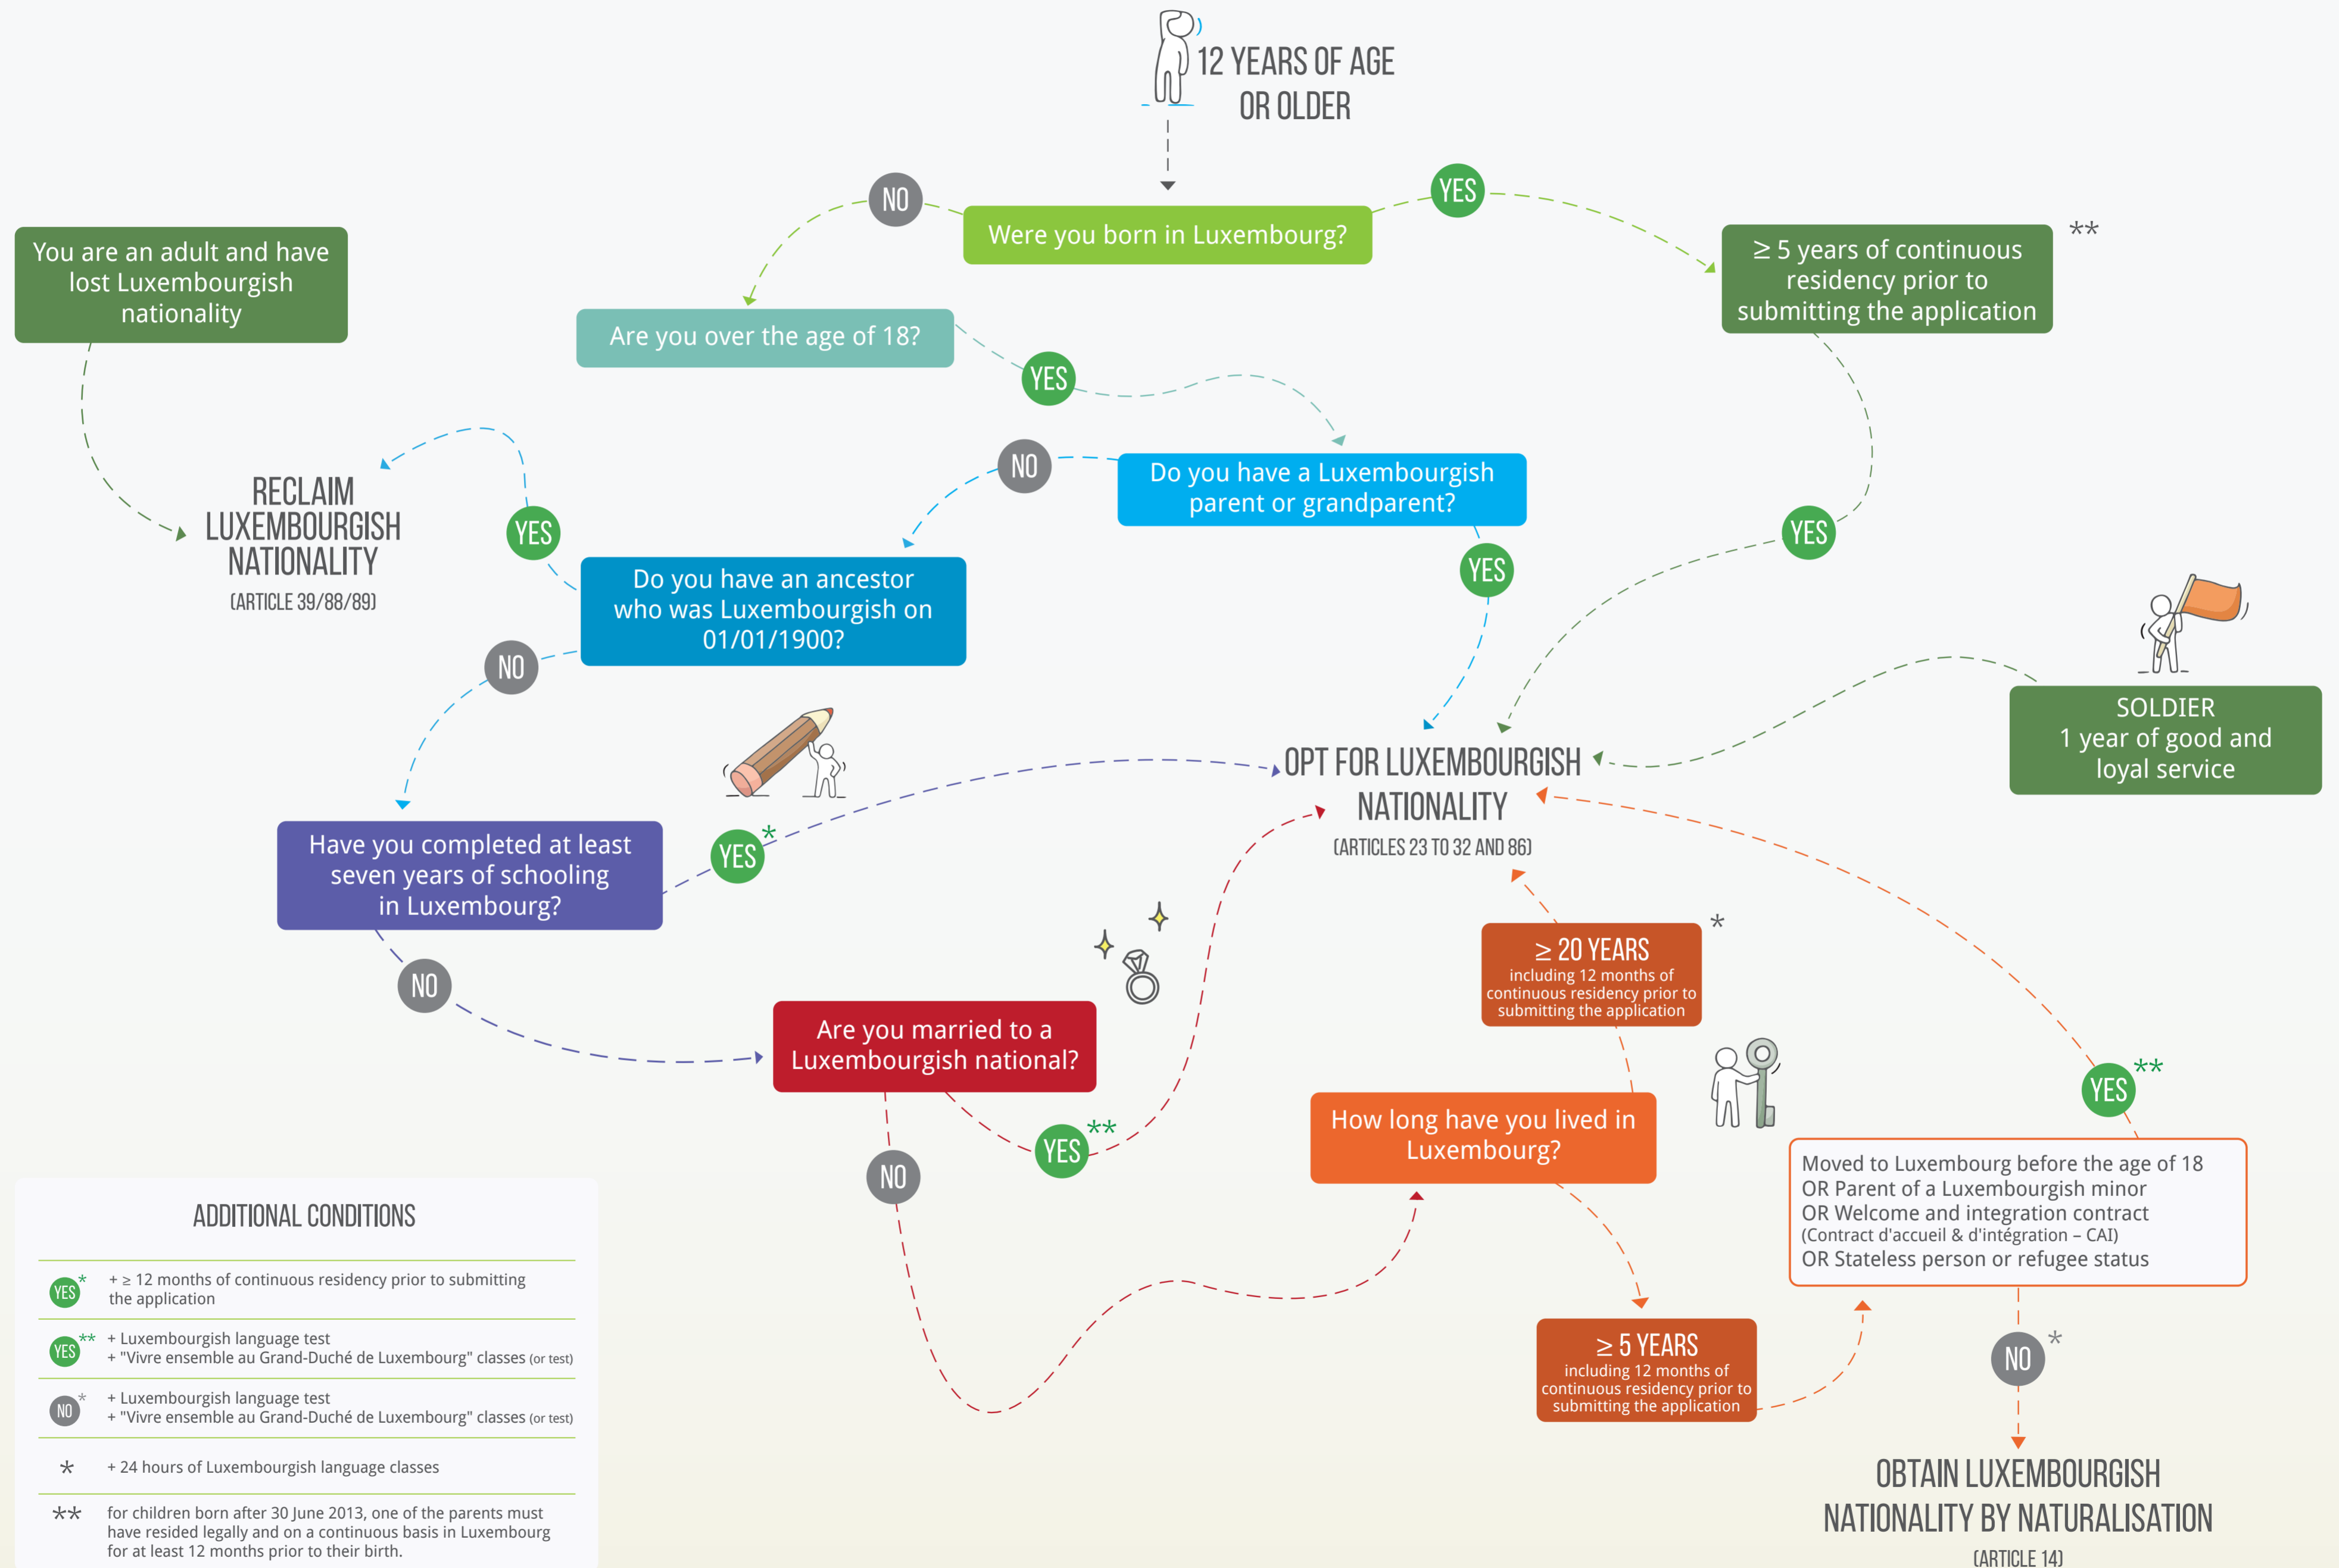 12 YEARS OF AGE
OR OLDER
NO
YES
Were you born in Luxembourg?
You are an adult and have
lost Luxembourgish
nationality
≥ 5 years of continuous
residency prior to
submitting the application
**
Are you over the age of 18?
YES
NO
Do you have a Luxembourgish
parent or grandparent?
RECLAIM
LUXEMBOURGISH
NATIONALITY
(ARTICLE 39/88/89)
YES
YES
YES
Do you have an ancestor
who was Luxembourgish on
01/01/1900?
NO
SOLDIER
1 year of good and
loyal service
OPT FOR LUXEMBOURGISH
NATIONALITY
(ARTICLES 23 TO 32 AND 86)
Have you completed at least
seven years of schooling
in Luxembourg?
YES*
NO
≥ 20 YEARS
including 12 months of
continuous residency prior to
submitting the application
*
Are you married to a
Luxembourgish national?
YES**
NO
How long have you lived in
Luxembourg?
YES**
Moved to Luxembourg before the age of 18
OR Parent of a Luxembourgish minor
OR Welcome and integration contract
(Contract d'accueil & d'intégration – CAI)
OR Stateless person or refugee status
≥ 5 YEARS
including 12 months of
continuous residency prior to
submitting the application
NO*
OBTAIN LUXEMBOURGISH
NATIONALITY BY NATURALISATION
(ARTICLE 14)
ADDITIONAL CONDITIONS
YES* + ≥ 12 months of continuous residency prior to submitting
the application
YES** + Luxembourgish language test
+ "Vivre ensemble au Grand-Duché de Luxembourg" classes (or test)
NO* + Luxembourgish language test
+ "Vivre ensemble au Grand-Duché de Luxembourg" classes (or test)
* + 24 hours of Luxembourgish language classes
** for children born after 30 June 2013, one of the parents must
have resided legally and on a continuous basis in Luxembourg
for at least 12 months prior to their birth.